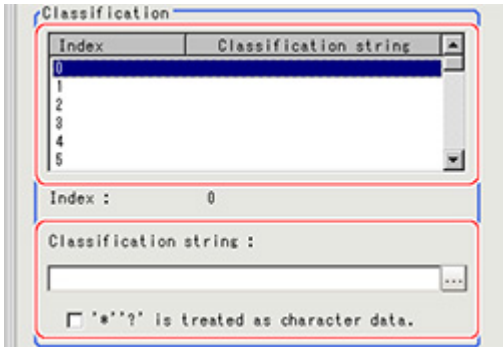 Classification
Index Classification string
0
1
2
3
4
5
Index : 0
Classification string :
...
'*''?' is treated as character data.